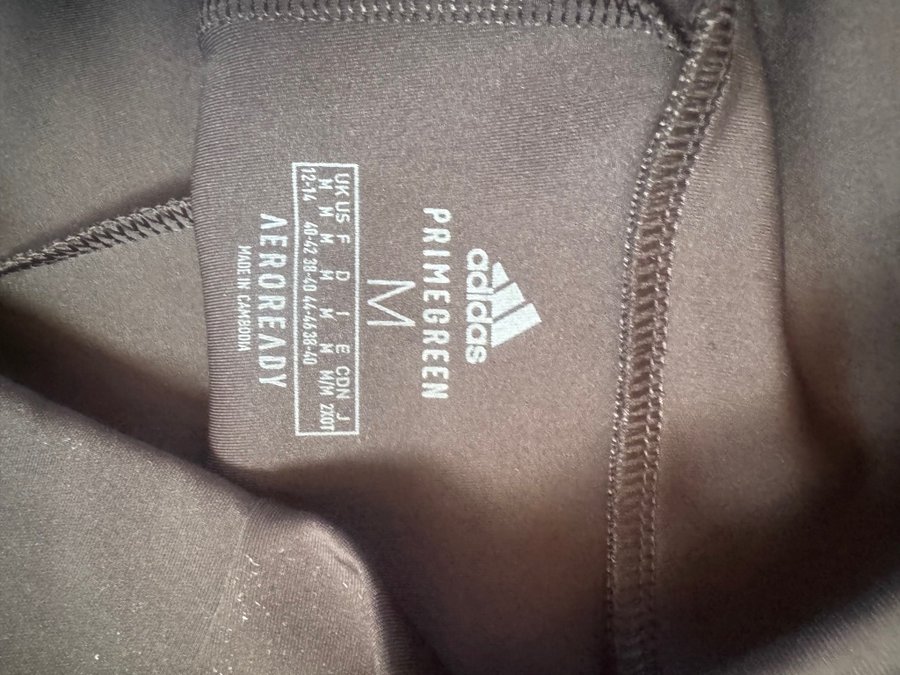 adidas
PRIMEGREEN
M
UK US F D I E CDN J
M M M M M M M/M 2XOT
12-14 40-42 38-40 44-46 38-40
AEROREADY
MADE IN CAMBODIA